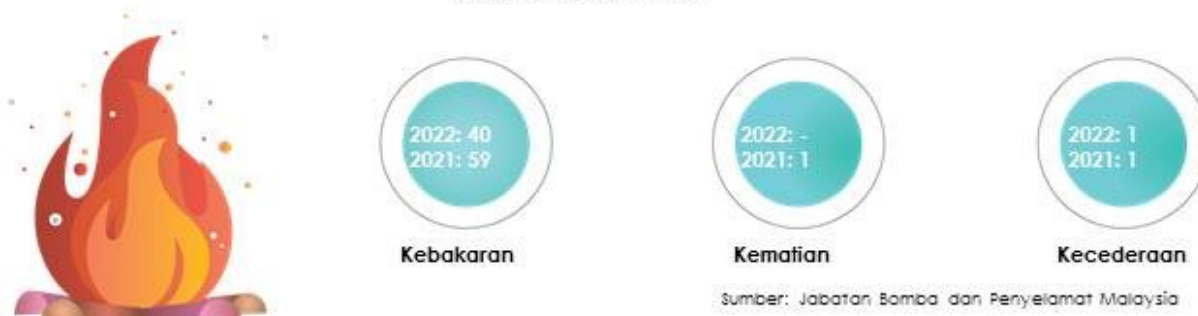 2022: 40
2021: 59
2022: -
2021: 1
2022: 1
2021: 1
Kebakaran
Kematian
Kecederaan
Sumber: Jabatan Bomba dan Penyelamat Malaysia